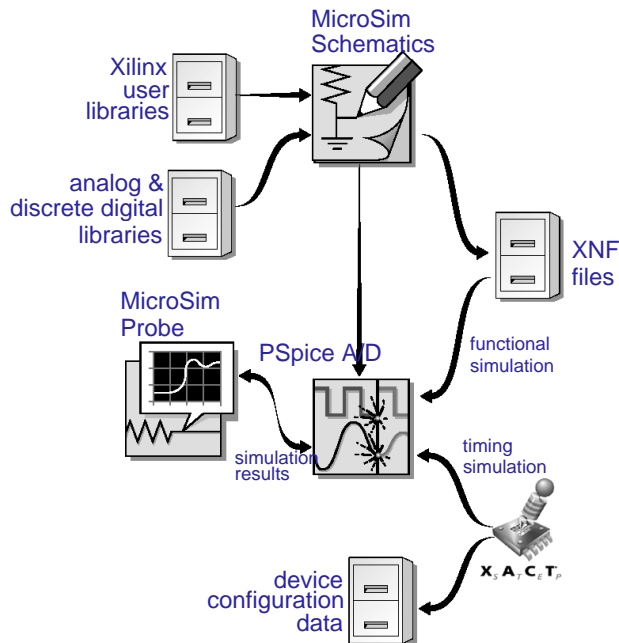 MicroSim
Schematics
Xilinx
user
libraries
analog &
discrete digital
libraries
XNF
files
MicroSim
Probe
PSpice A/D
functional
simulation
simulation
results
timing
simulation
XSATCETP
device
configuration
data